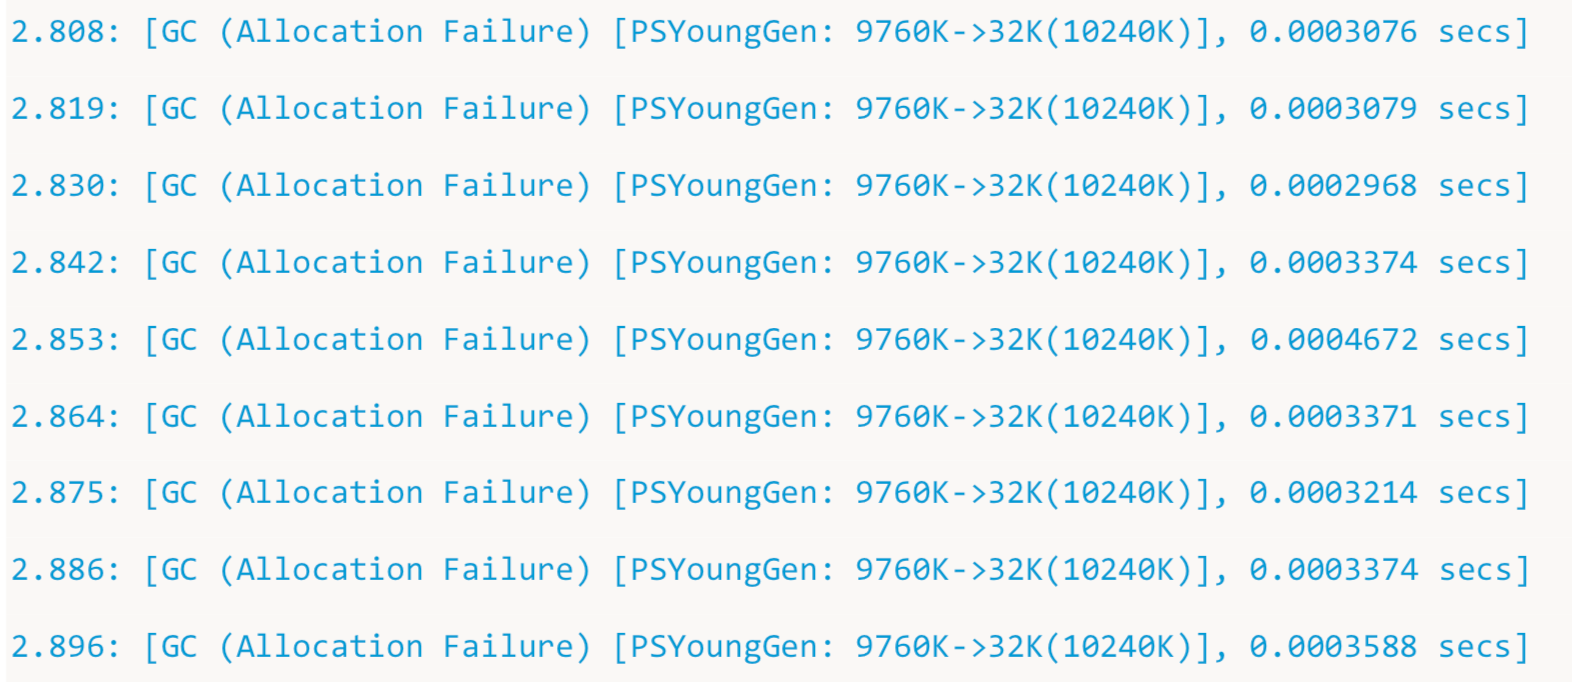 2.808: [GC (Allocation Failure) [PSYoungGen: 9760K->32K(10240K)], 0.0003076 secs]
2.819: [GC (Allocation Failure) [PSYoungGen: 9760K->32K(10240K)], 0.0003079 secs]
2.830: [GC (Allocation Failure) [PSYoungGen: 9760K->32K(10240K)], 0.0002968 secs]
2.842: [GC (Allocation Failure) [PSYoungGen: 9760K->32K(10240K)], 0.0003374 secs]
2.853: [GC (Allocation Failure) [PSYoungGen: 9760K->32K(10240K)], 0.0004672 secs]
2.864: [GC (Allocation Failure) [PSYoungGen: 9760K->32K(10240K)], 0.0003371 secs]
2.875: [GC (Allocation Failure) [PSYoungGen: 9760K->32K(10240K)], 0.0003214 secs]
2.886: [GC (Allocation Failure) [PSYoungGen: 9760K->32K(10240K)], 0.0003374 secs]
2.896: [GC (Allocation Failure) [PSYoungGen: 9760K->32K(10240K)], 0.0003588 secs]